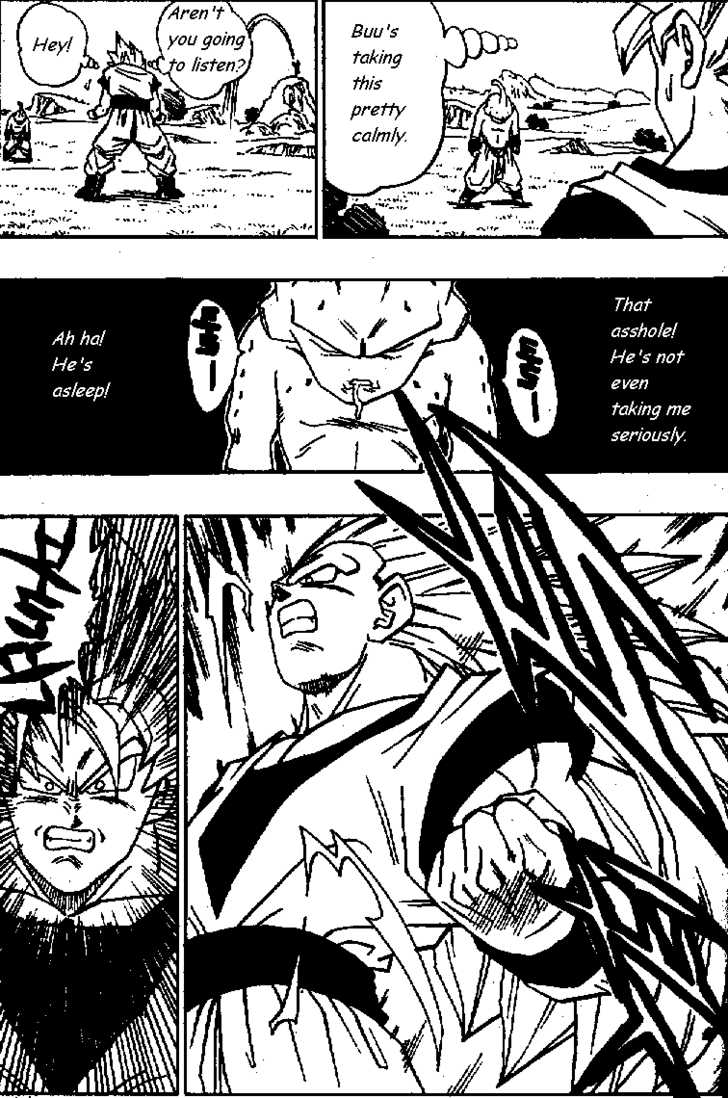 Buu's
taking
this
pretty
calmly.
Aren't
you going
to listen?
Hey!
That
asshole!
He's not
even
taking me
seriously.
Ah ha!
He's
asleep!